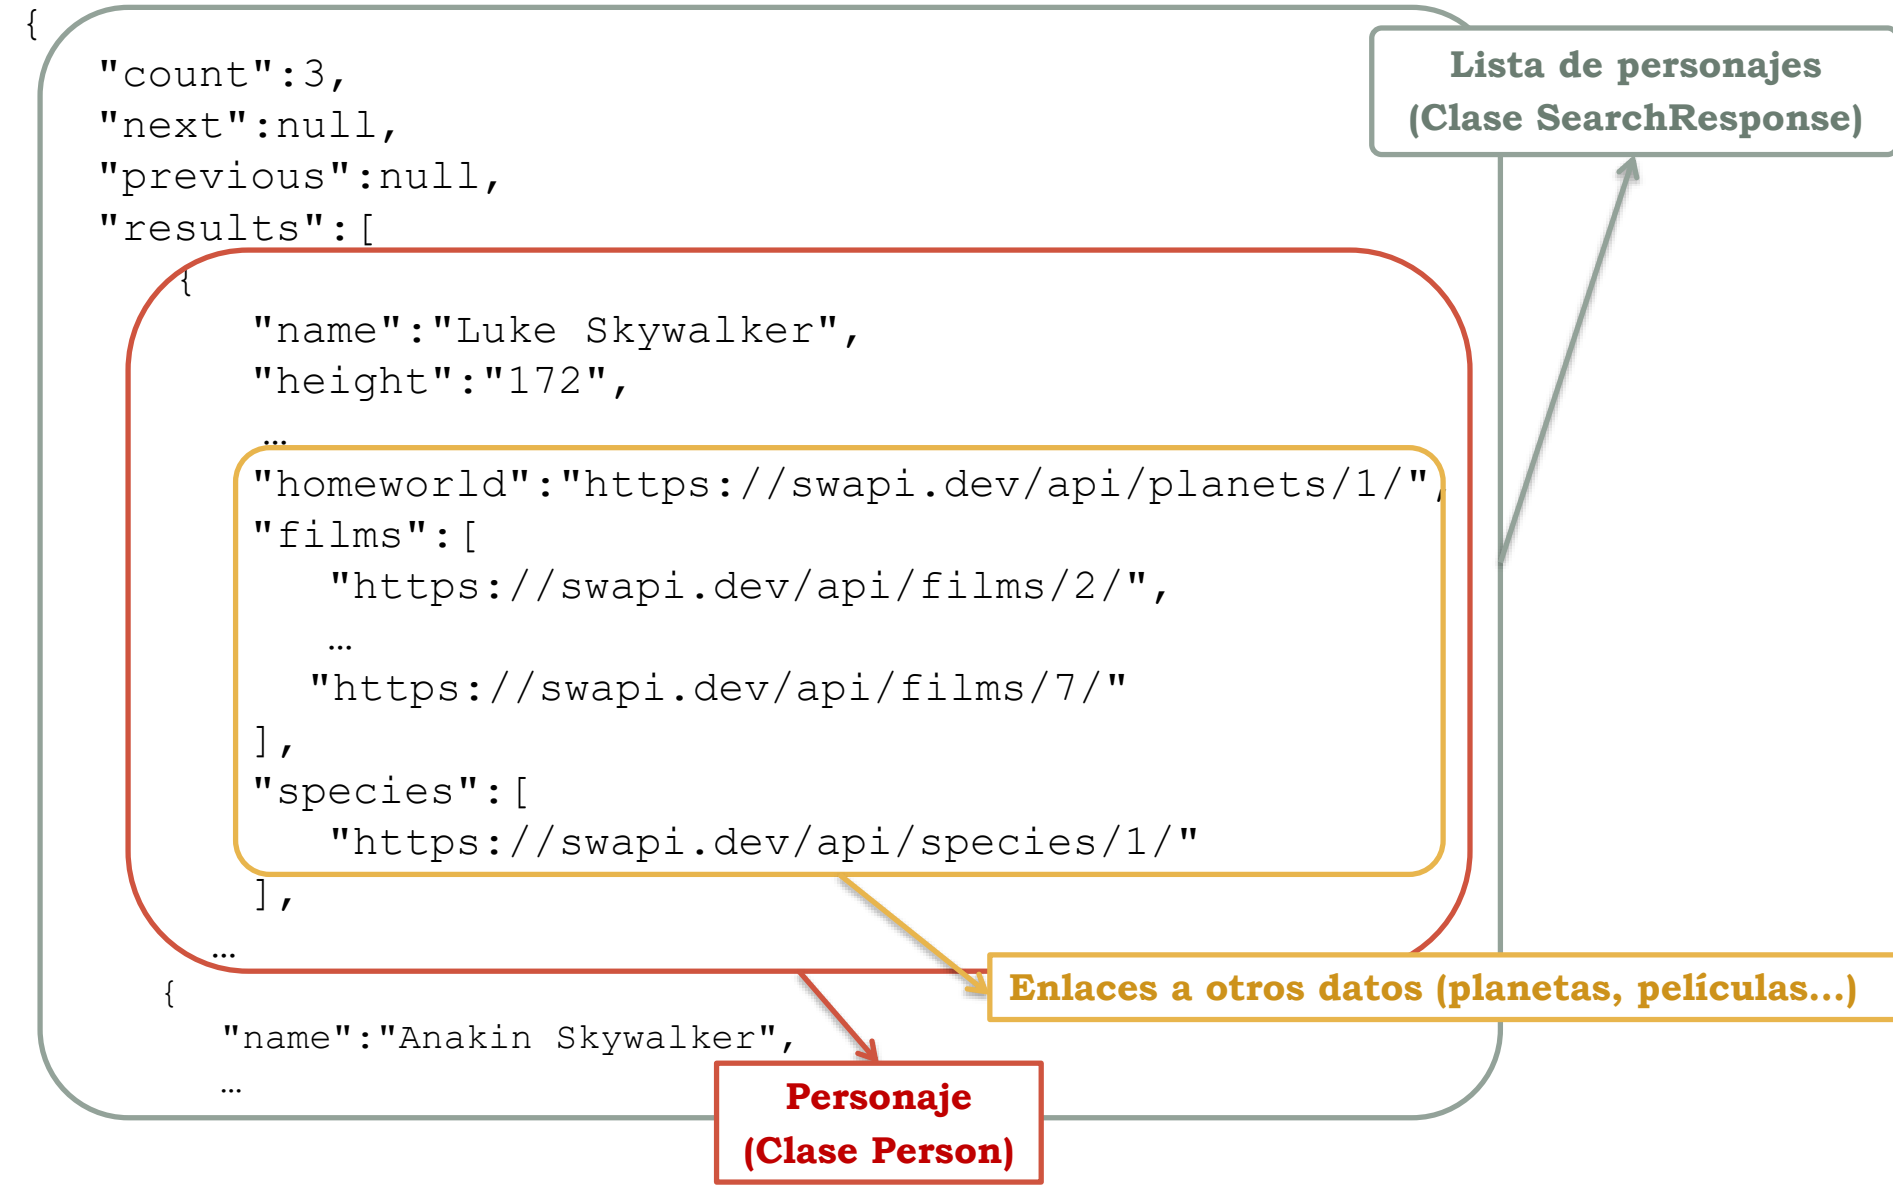 {
"count":3,
"next":null,
"previous":null,
"results":[
{
"name":"Luke Skywalker",
"height":"172",
…
"homeworld":"https://swapi.dev/api/planets/1/",
"films":[
"https://swapi.dev/api/films/2/",
…
"https://swapi.dev/api/films/7/"
],
"species":[
"https://swapi.dev/api/species/1/"
],
…
{
"name":"Anakin Skywalker",
…
Lista de personajes
(Clase SearchResponse)
Enlaces a otros datos (planetas, películas…)
Personaje
(Clase Person)